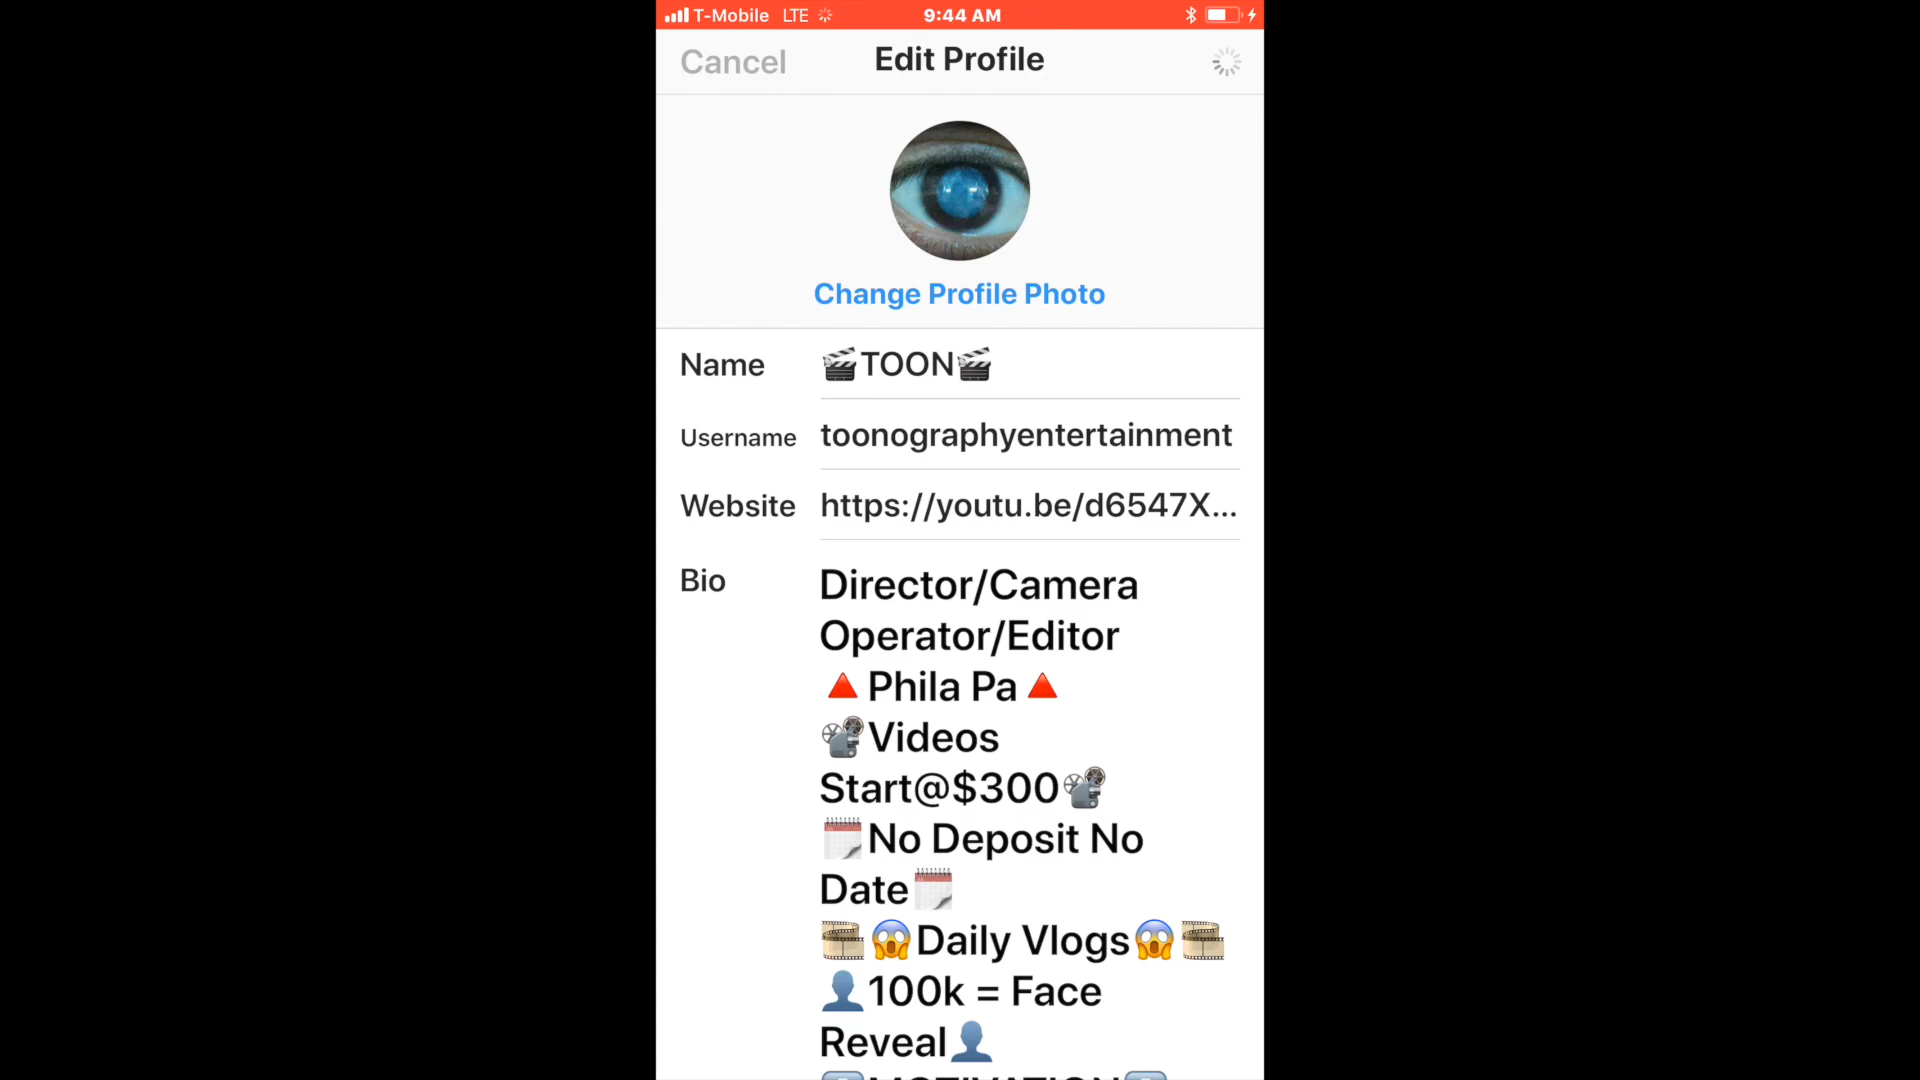 T-Mobile LTE 9:44 AM
Cancel Edit Profile
Change Profile Photo
Name 🎬TOON🎬
Username toonographyentertainment
Website https://youtu.be/d6547X...
Bio Director/Camera
Operator/Editor
🔺Phila Pa🔺
📽Videos
Start@$300📽
🗓No Deposit No
Date🗓
🎞😱Daily Vlogs😱🎞
👤100k = Face
Reveal👤
MOTIVATION